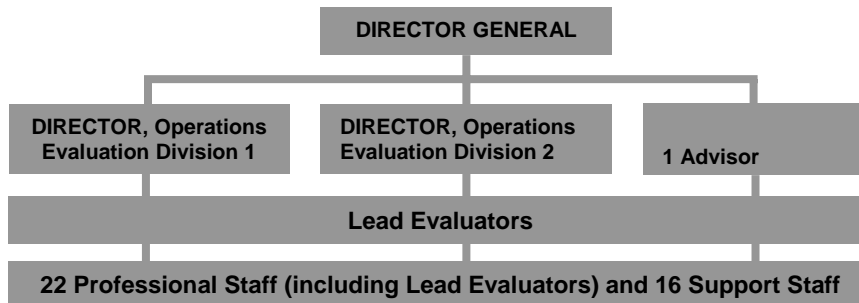 DIRECTOR GENERAL
DIRECTOR, Operations
Evaluation Division 1
DIRECTOR, Operations
Evaluation Division 2
1 Advisor
Lead Evaluators
22 Professional Staff (including Lead Evaluators) and 16 Support Staff